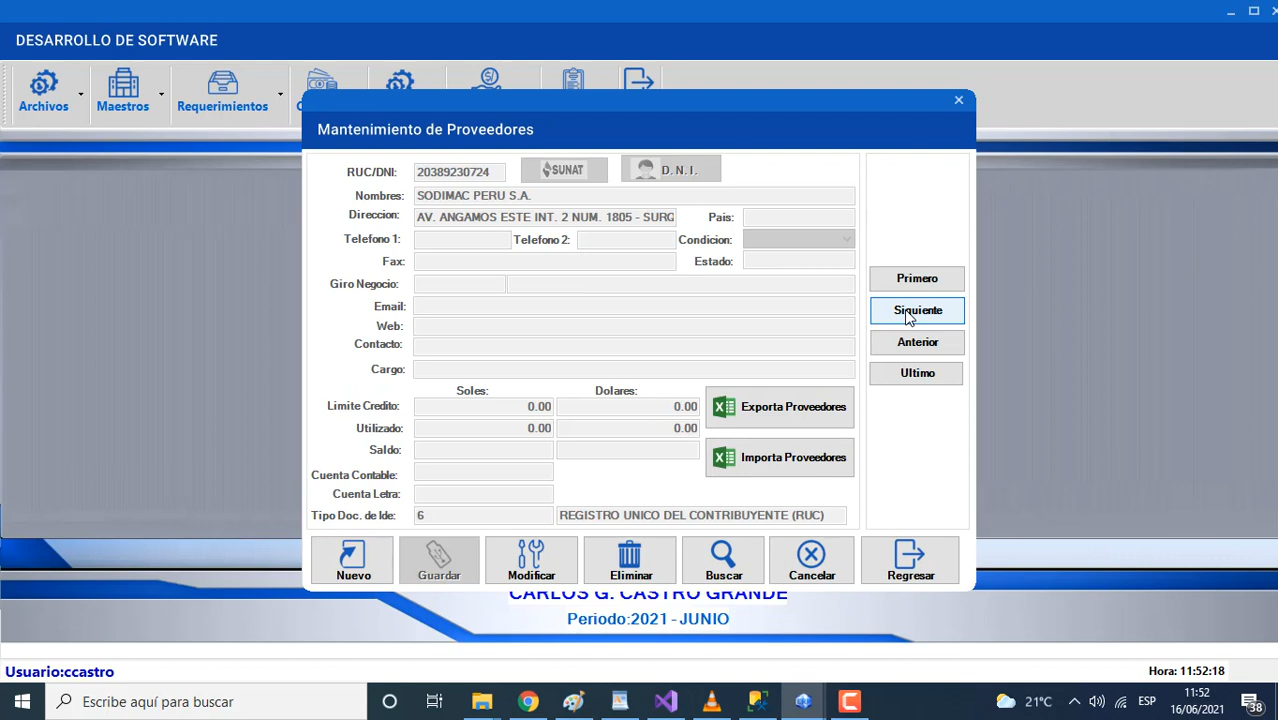 DESARROLLO DE SOFTWARE
Archivos
Maestros
Requerimientos
Mantenimiento de Proveedores
RUC/DNI: 20389230724 SUNAT D.N.I.
Nombres: SODIMAC PERU S.A.
Direccion: AV. ANGAMOS ESTE INT. 2 NUM. 1805 - SURQ Pais:
Telefono 1: Telefono 2: Condicion:
Fax: Estado:
Giro Negocio:
Email:
Web:
Contacto:
Cargo:
Primero
Siguiente
Anterior
Ultimo
Soles: Dolares:
Limite Credito: 0.00 0.00
Utilizado: 0.00 0.00
Saldo:
Cuenta Contable:
Cuenta Letra:
Tipo Doc. de Ide: 6 REGISTRO UNICO DEL CONTRIBUYENTE (RUC)
Exporta Proveedores
Importa Proveedores
Nuevo Guardar Modificar Eliminar Buscar Cancelar Regresar
CARLOS G. CASTRO GRANDE
Periodo:2021 - JUNIO
Usuario:ccastro
Hora: 11:52:18
Escribe aquí para buscar
21°C
ESP
11:52
16/06/2021
38